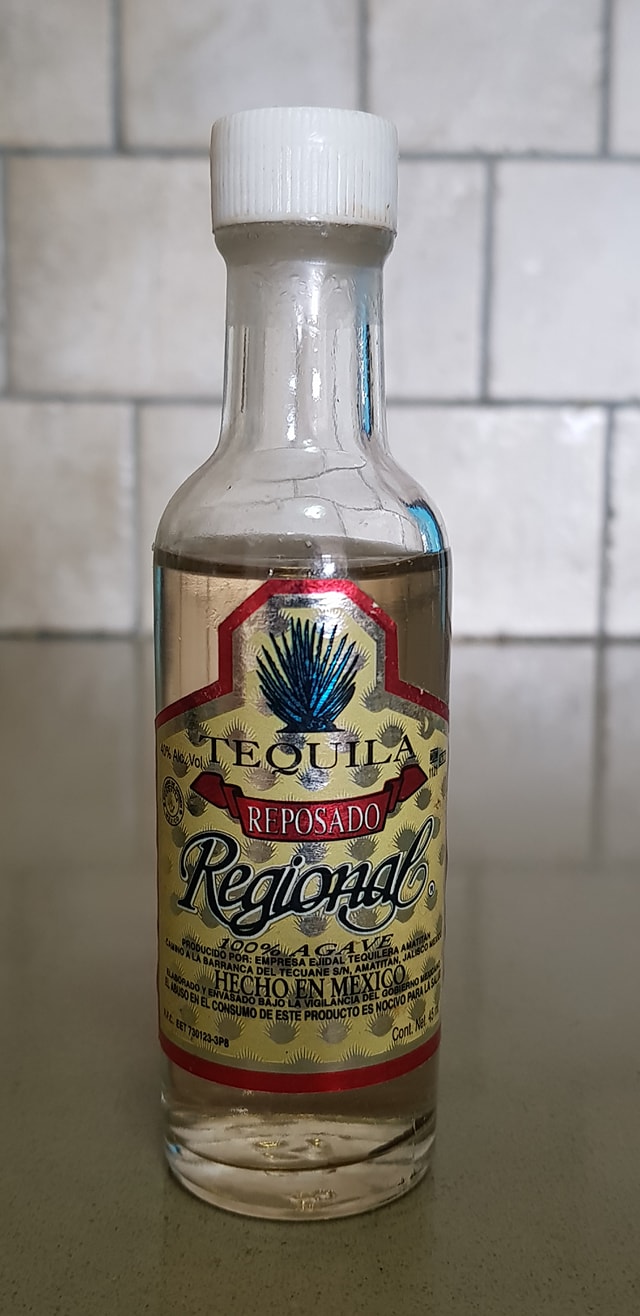 40% Alc. Vol.
TEQUILA
REPOSADO
Regional
100% AGAVE
PRODUCIDO POR: EMPRESA EJIDAL TEQUILERA AMATITAN
CAMINO A LA BARRANCA DEL TECUANE S/N, AMATITAN, JALISCO MEXICO
HECHO EN MEXICO
ELABORADO Y ENVASADO BAJO LA VIGILANCIA DEL GOBIERNO
EL ABUSO EN EL CONSUMO DE ESTE PRODUCTO ES NOCIVO PARA LA
EET 730123-3P8
Cont. Net.